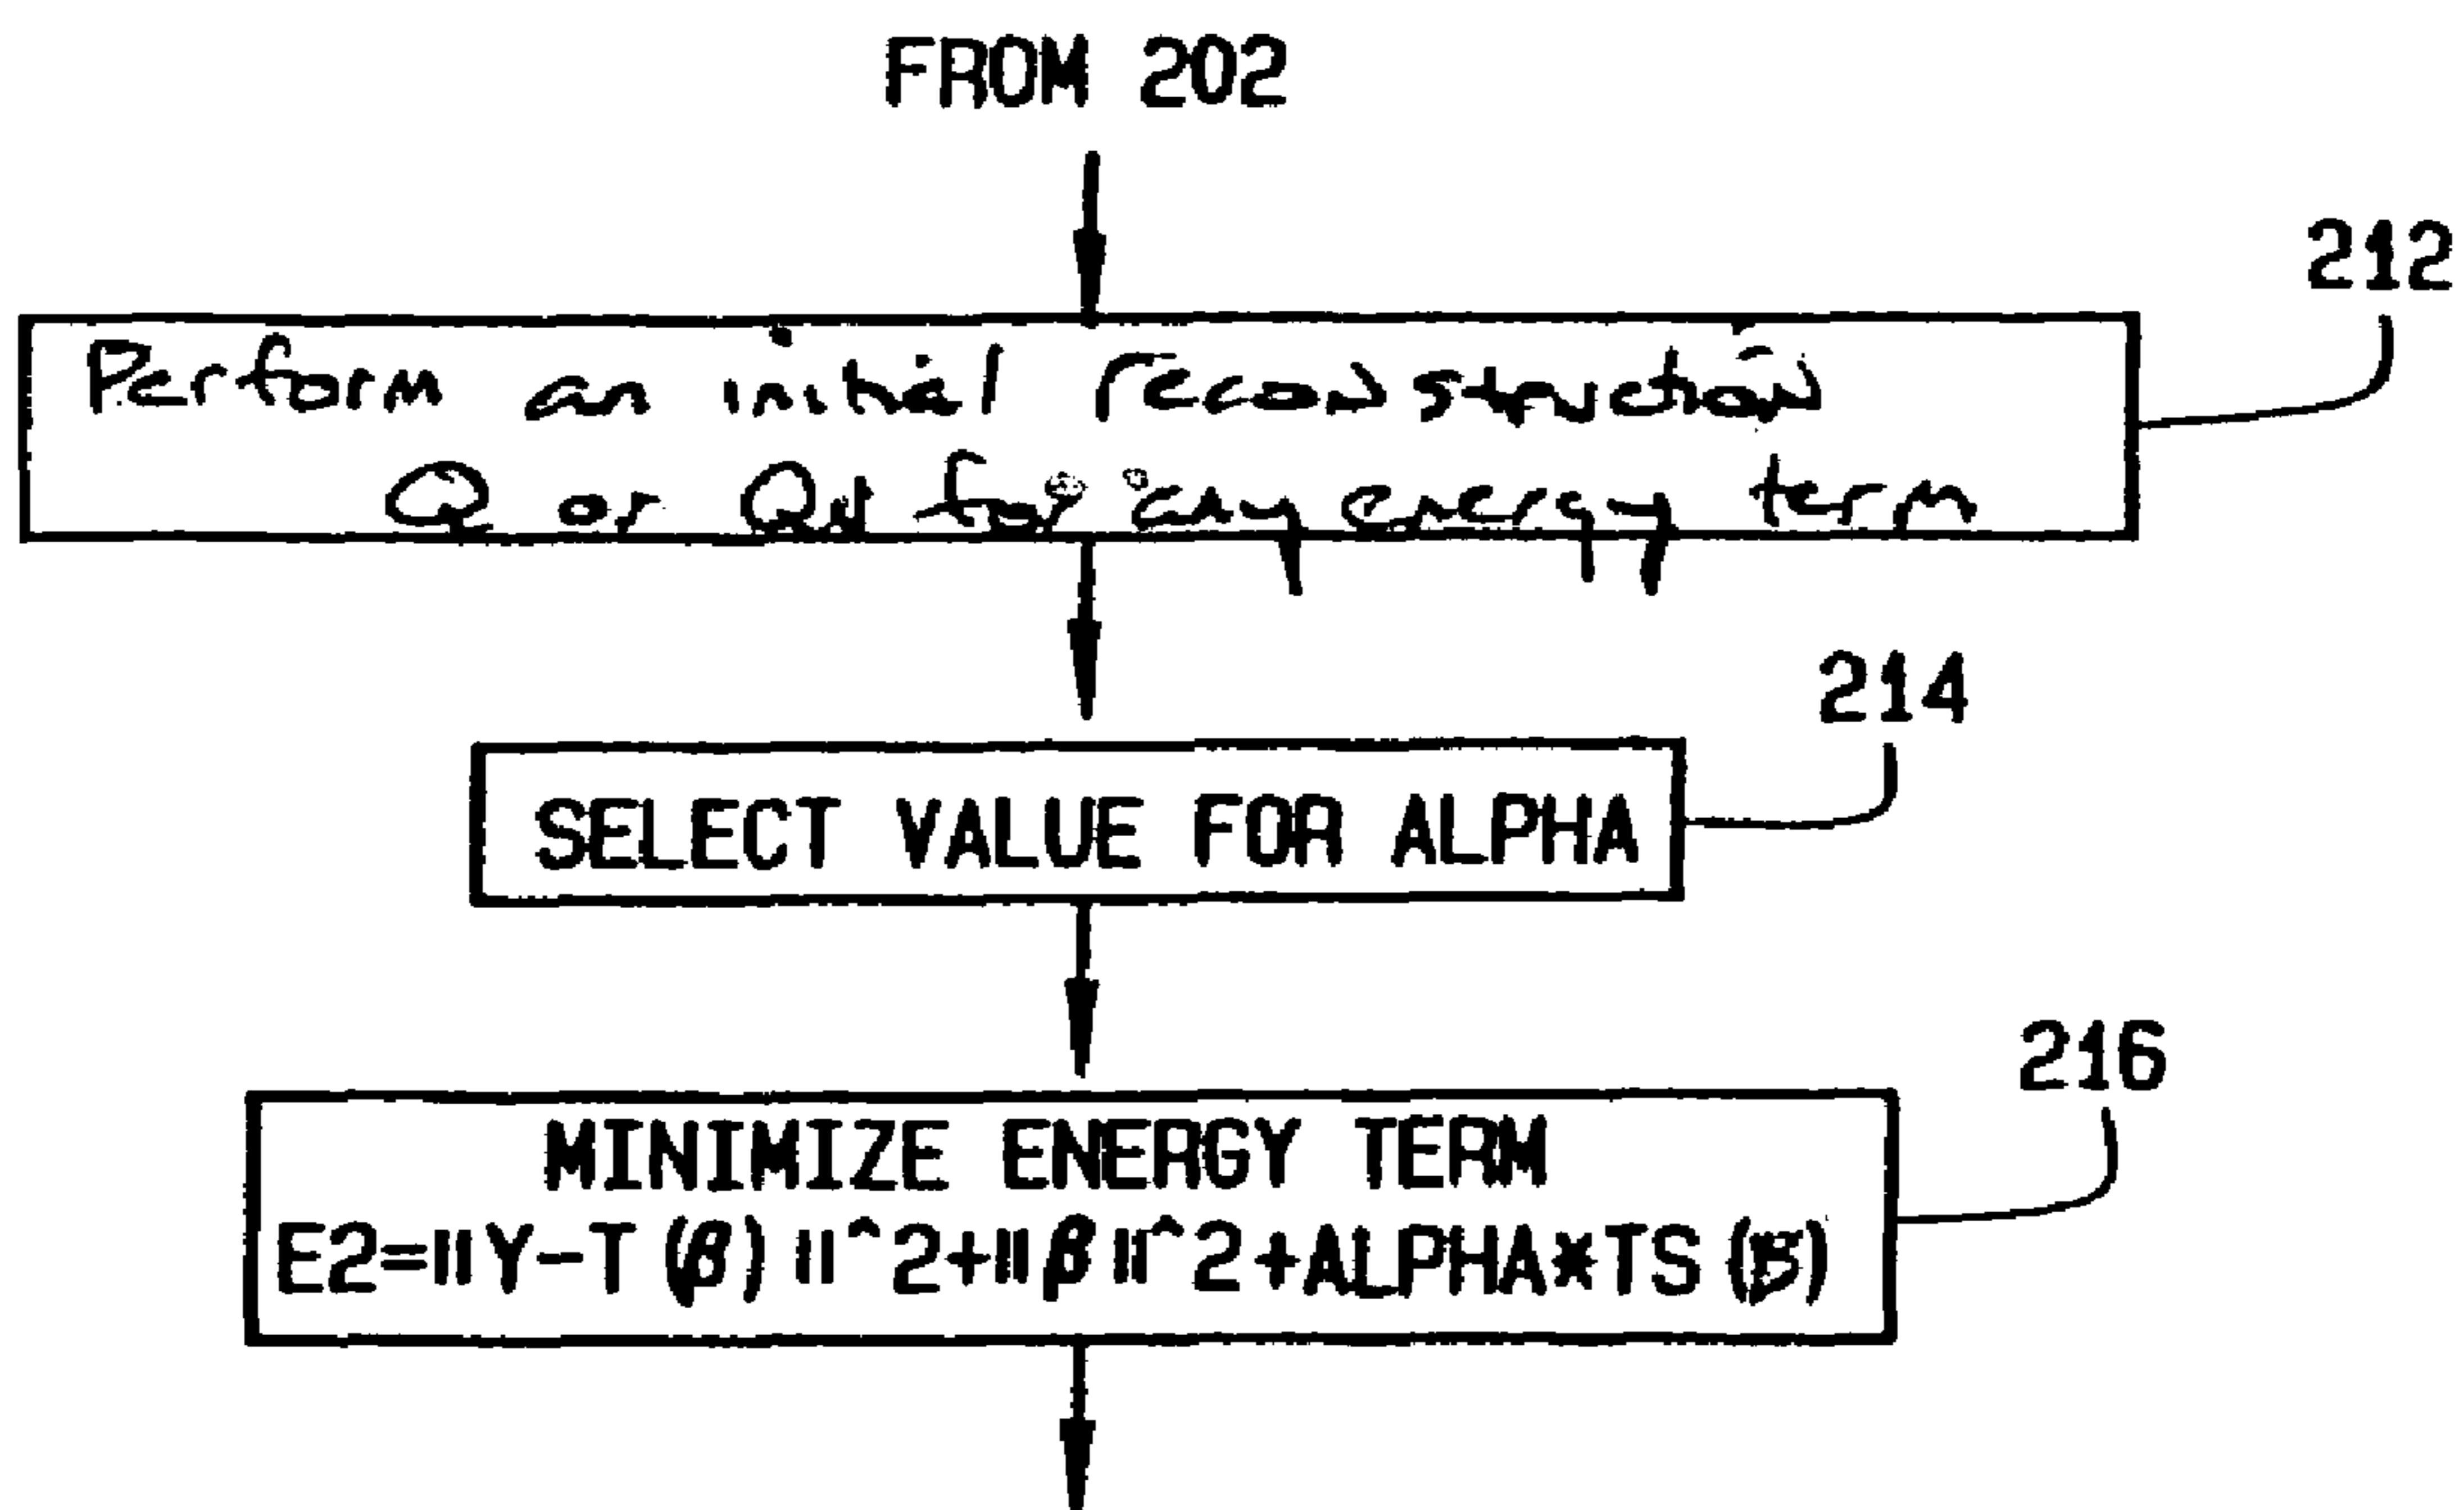 FROM 202
212
Perform an initial reconstruction
Q or Qt for any energy term
214
SELECT VALUE FOR ALPHA
216
MINIMIZE ENERGY TERM
E2=||Y-T(β)||^2+||β||^2+ALPHA*TS(β)